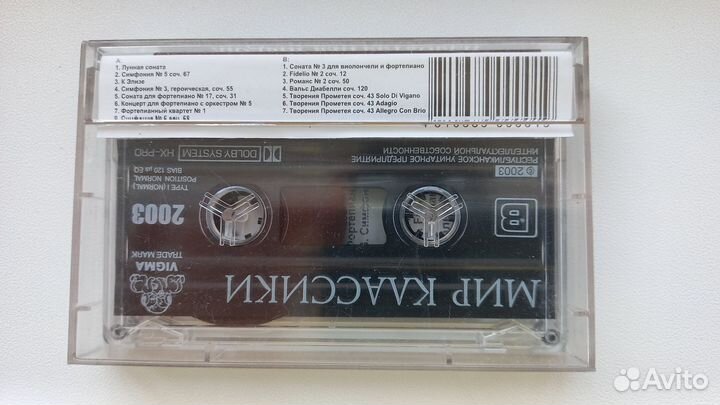 A:
1. Лунная соната
2. Симфония № 5 соч. 67
3. К Элизе
4. Симфония № 3, героическая, соч. 55
5. Соната для фортепиано № 17, соч. 31
6. Концерт для фортепиано с оркестром № 5
7. Фортепианный квартет № 1
B:
1. Соната № 3 для виолончели и фортепиано
2. Fidelio № 2 соч. 12
3. Романс № 2 соч. 50
4. Вальс Диабелли соч. 120
5. Творения Прометея соч. 43 Solo Di Vigano
6. Творения Прометея соч. 43 Adagio
7. Творения Прометея соч. 43 Allegro Con Brio
МИР КЛАССИКИ
VIGMA
TRADE MARK
B
2003
TYPE I (NORMAL)
POSITION NORMAL
BIAS 120 µs EQ
© 2003
РЕСПУБЛИКАНСКОЕ УНИТАРНОЕ ПРЕДПРИЯТИЕ
ИНТЕЛЛЕКТУАЛЬНОЙ СОБСТВЕННОСТИ
DOLBY SYSTEM
HX-PRO
Avito